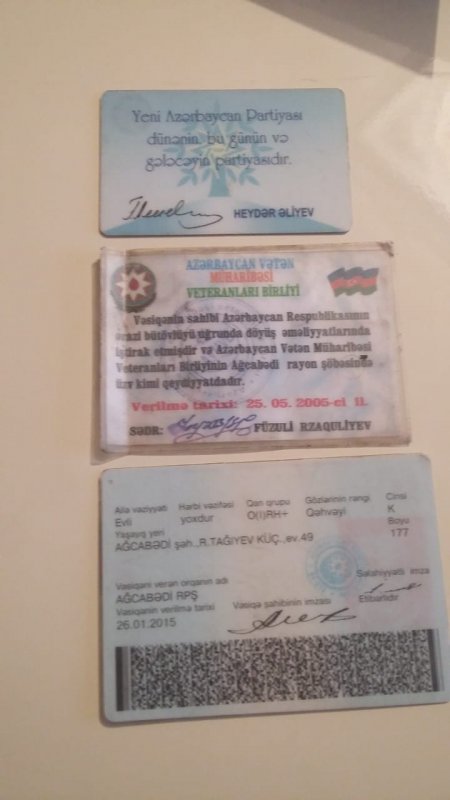 Yeni Azərbaycan Partiyası
dünənin, bu günün və
gələcəyin partiyasıdır.
HEYDƏR ƏLİYEV
AZƏRBAYCAN VƏTƏN
MÜHARİBƏSİ
VETERANLARI BİRLİYİ
Vəsiqənin sahibi Azərbaycan Respublikasının
ərazi bütövlüyü uğrunda döyüş əməliyyatlarında
iştirak etmişdir və Azərbaycan Vətən Müharibəsi
Veteranları Birliyinin Ağcabədi rayon şöbəsində
üzv kimi qeydiyyatdadır.
Verilmə tarixi: 25. 05. 2005-ci il.
SƏDR: FÜZULİ RZAQULİYEV
Ailə vəziyyəti Hərbi vəzifəsi Qan qrupu Gözlərinin rəngi Cinsi
Evli yoxdur O(I)RH+ Qəhvəyi K
Yaşayış yeri Boyu
AĞCABƏDİ şəh.,R.TAĞIYEV KÜÇ.,ev.49 177
Vəsiqəni verən orqanın adı Səlahiyyətli imza
AĞCABƏDİ RPŞ Etibarlıdır
Vəsiqənin verilmə tarixi Vəsiqə sahibinin imzası
26.01.2015